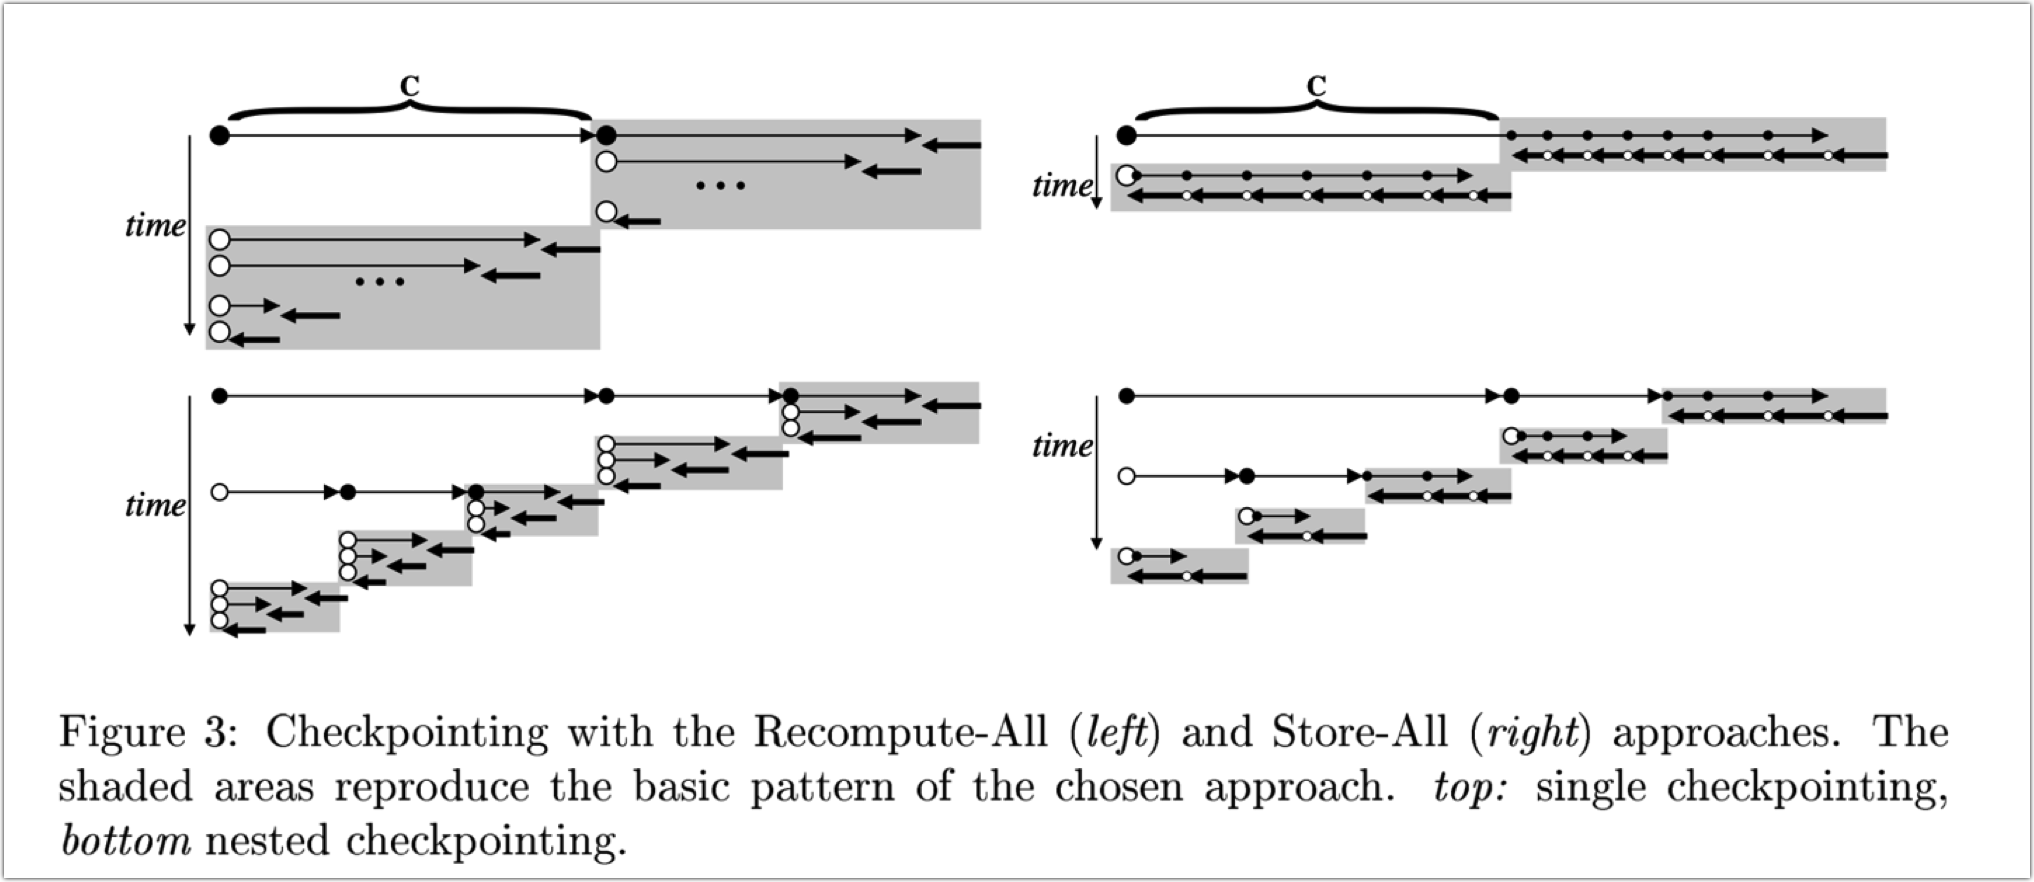 C
C
time
time
time
time
Figure 3: Checkpointing with the Recompute-All (left) and Store-All (right) approaches. The
shaded areas reproduce the basic pattern of the chosen approach. top: single checkpointing,
bottom nested checkpointing.